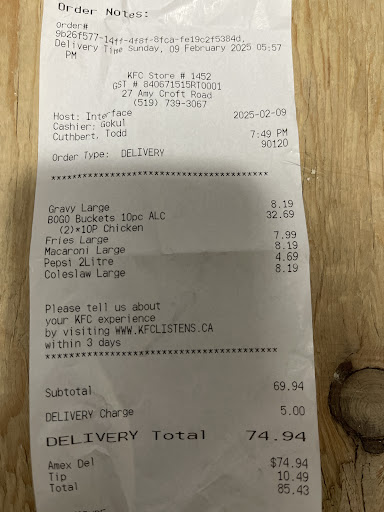 Order Notes:
Order#
9b26f577-14ff-4f8f-8fca-fe19c2f5384d.
Delivery Time Sunday, 09 February 2025 05:57
PM
KFC Store # 1452
GST # 840671515RT0001
27 Amy Croft Road
(519) 739-3067
Host: Interface 2025-02-09
Cashier: Gokul
Cuthbert, Todd 7:49 PM
90120
Order Type: DELIVERY
****************************************
Gravy Large 8.19
BOGO Buckets 10pc ALC 32.69
(2)*10P Chicken
Fries Large 7.99
Macaroni Large 8.19
Pepsi 2Litre 4.69
Coleslaw Large 8.19
Please tell us about
your KFC experience
by visiting WWW.KFCLISTENS.CA
within 3 days
****************************************
Subtotal 69.94
DELIVERY Charge 5.00
DELIVERY Total 74.94
Amex Del $74.94
Tip 10.49
Total 85.43